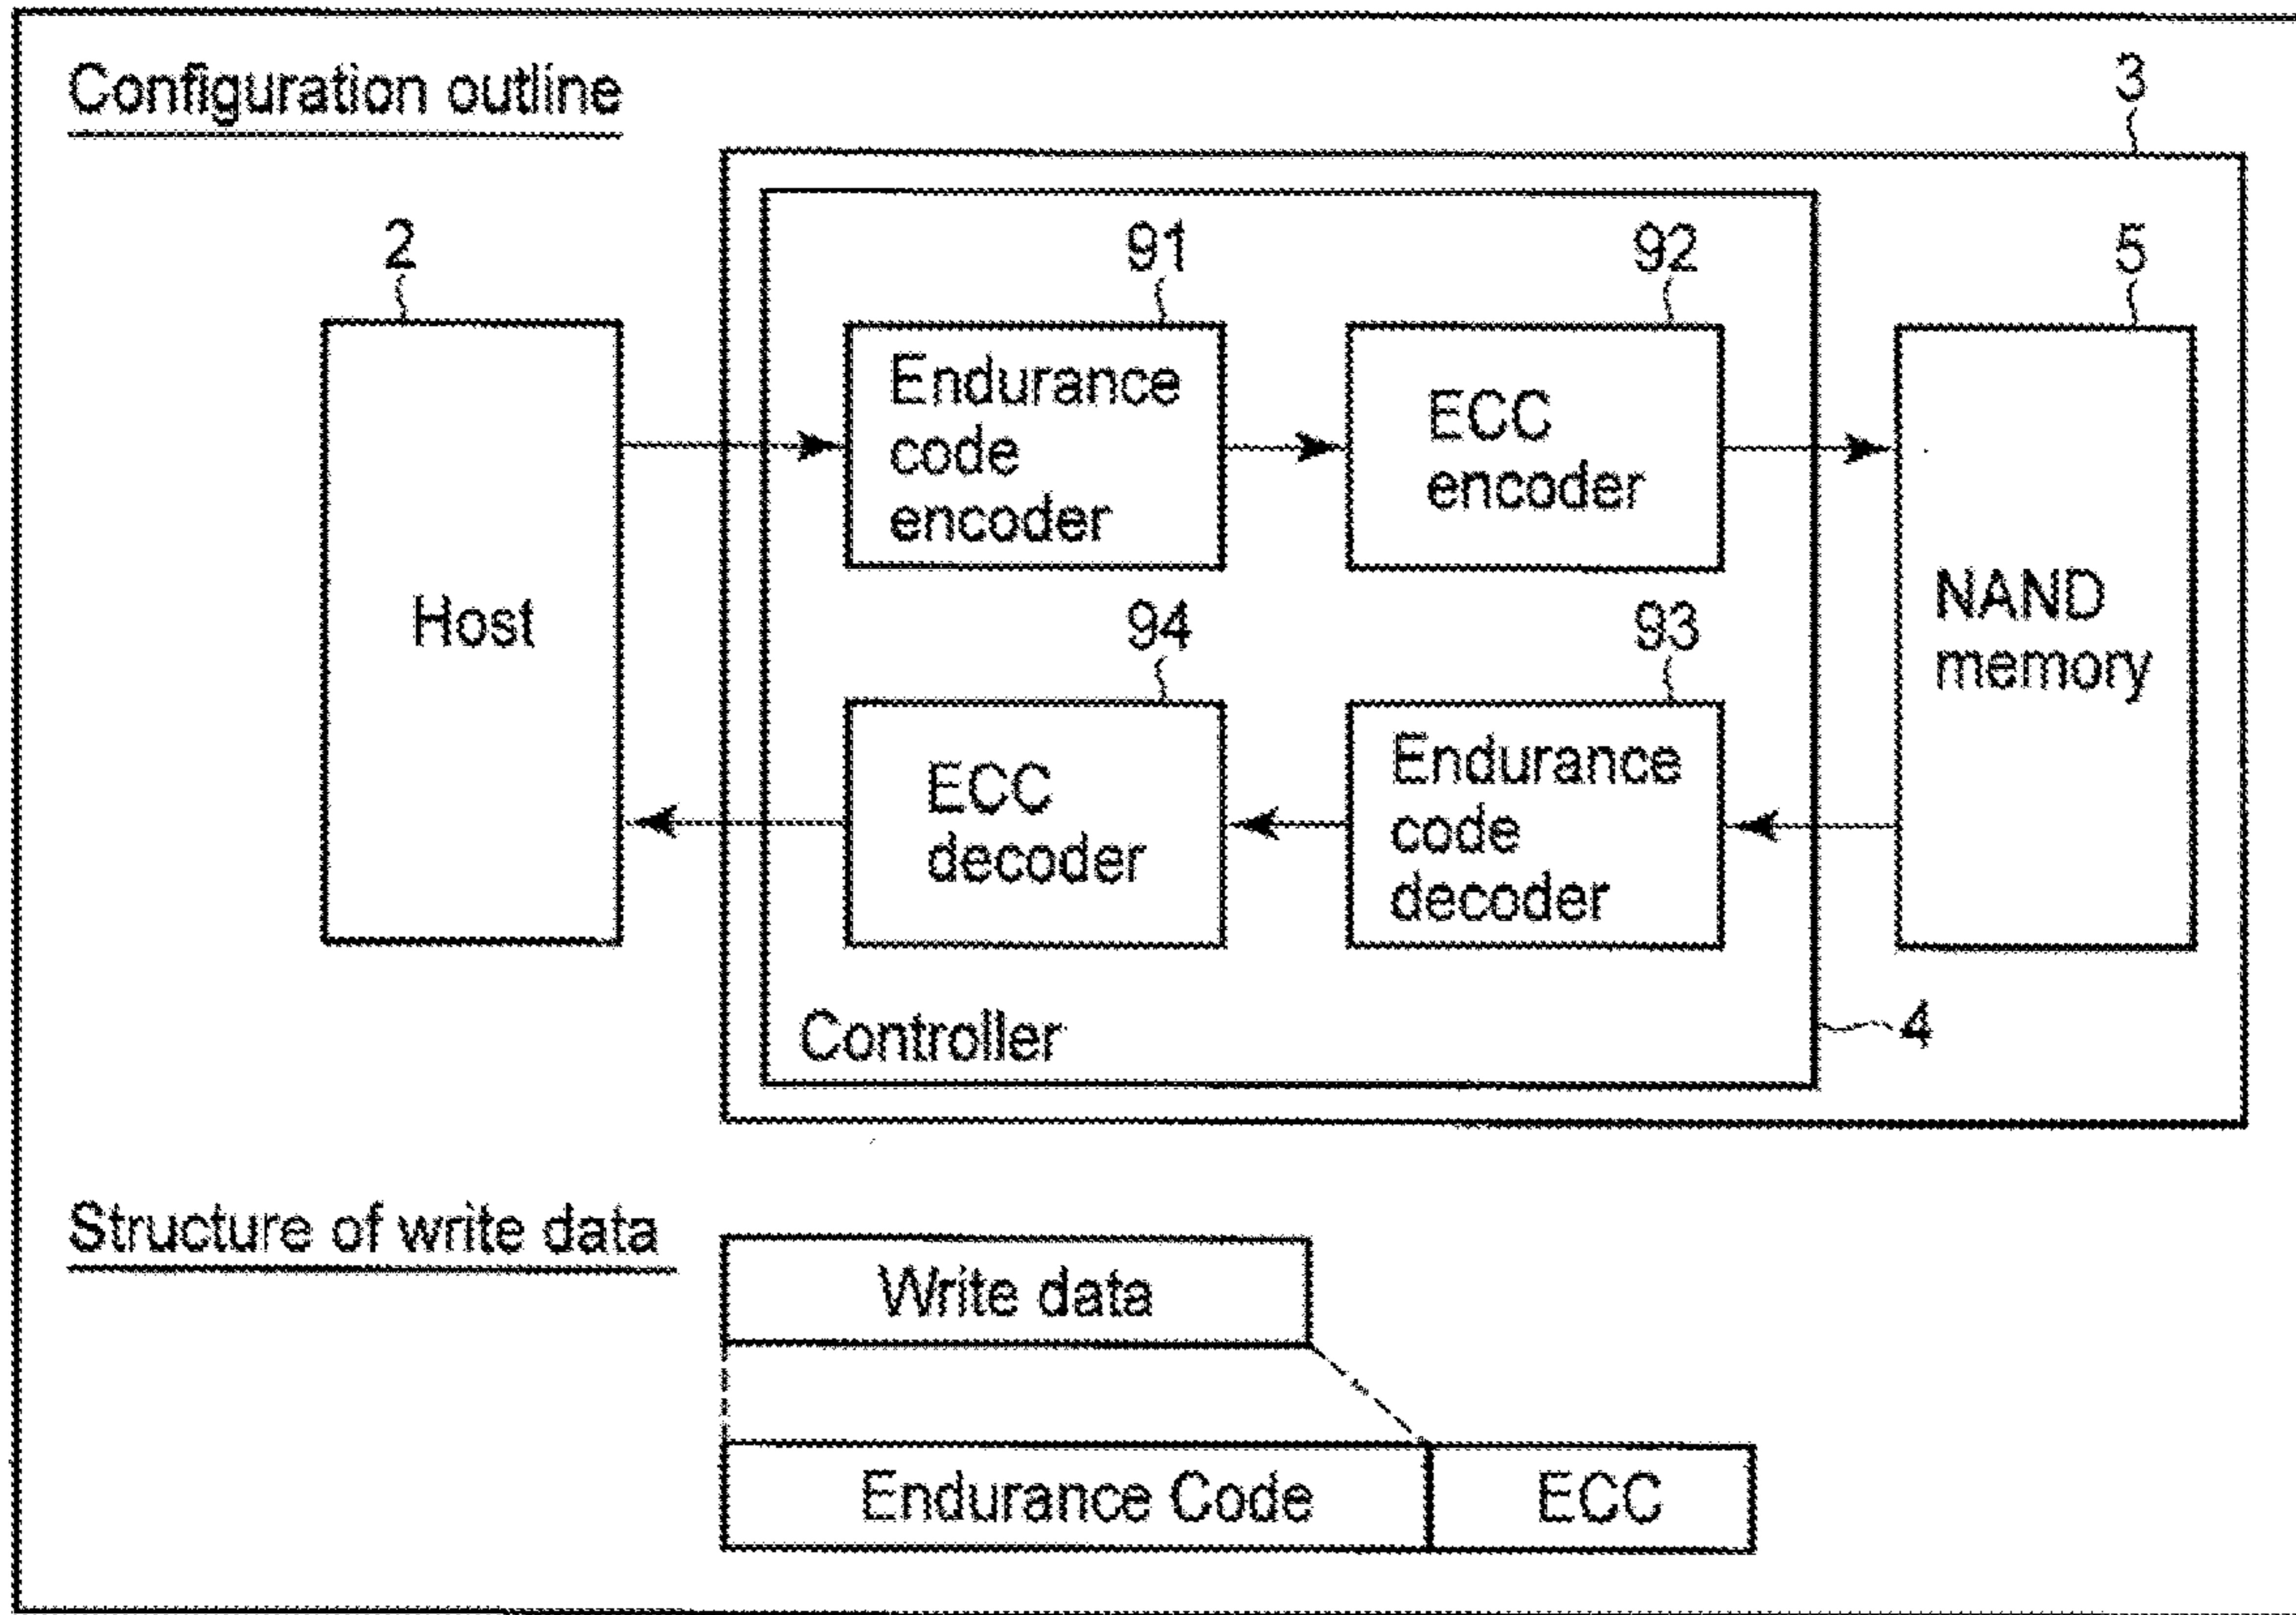 Configuration outline
3
2
91
92
5
Endurance
code
encoder
ECC
encoder
Host
NAND
memory
94
93
ECC
decoder
Endurance
code
decoder
Controller
4
Structure of write data
Write data
Endurance Code
ECC